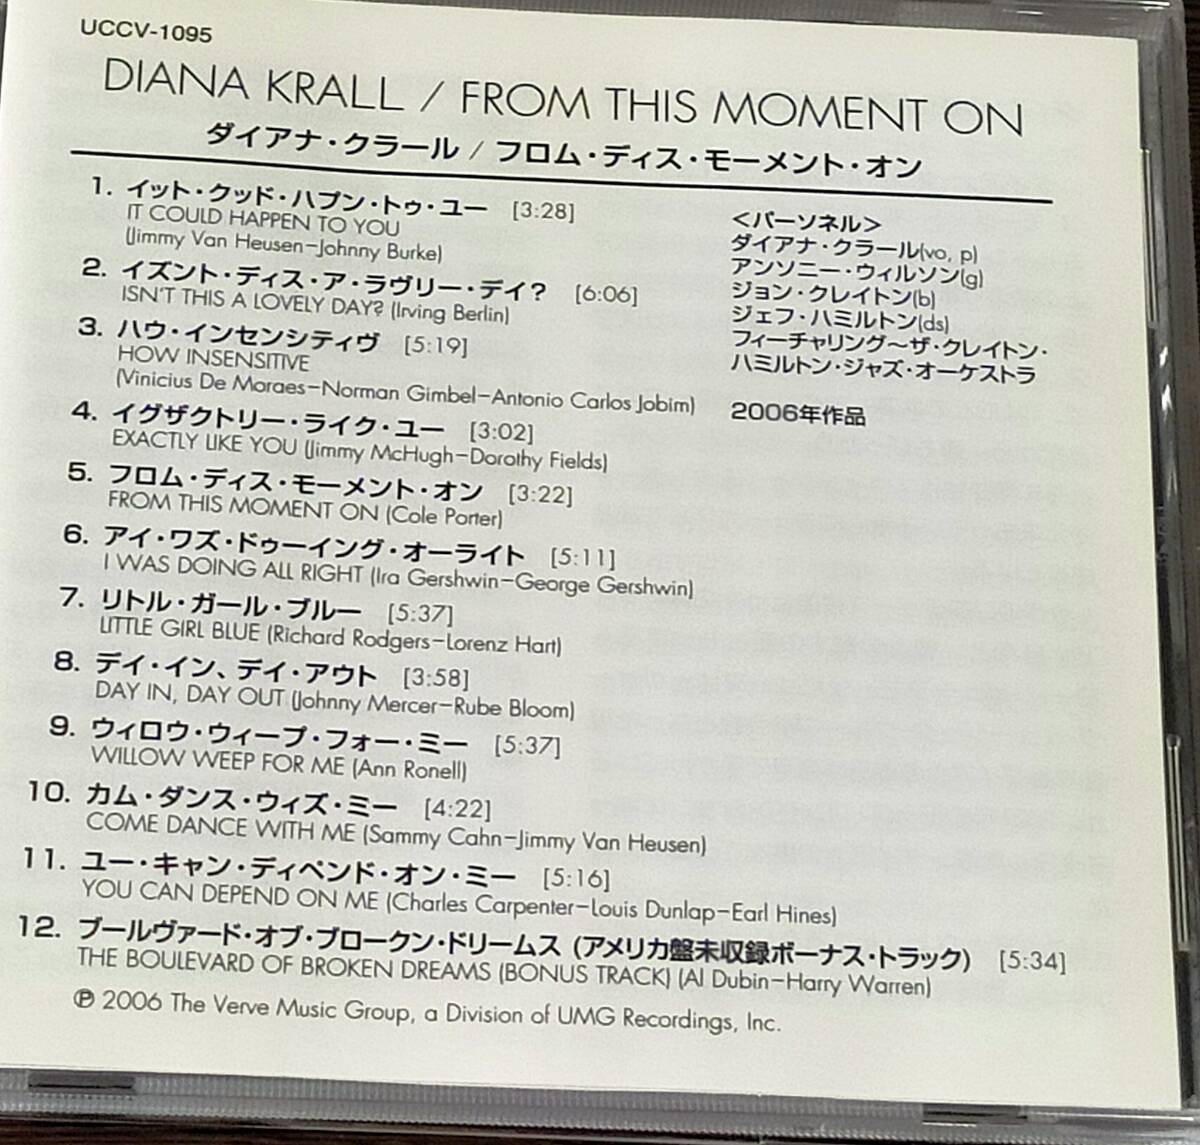 UCCV-1095
DIANA KRALL / FROM THIS MOMENT ON
ダイアナ・クラール / フロム・ディス・モーメント・オン
1. イット・クッド・ハプン・トゥ・ユー [3:28]
IT COULD HAPPEN TO YOU
(Jimmy Van Heusen–Johnny Burke)
2. イズント・ディス・ア・ラヴリー・デイ? [6:06]
ISN'T THIS A LOVELY DAY? (Irving Berlin)
3. ハウ・インセンシティヴ [5:19]
HOW INSENSITIVE
(Vinicius De Moraes–Norman Gimbel–Antonio Carlos Jobim)
4. イグザクトリー・ライク・ユー [3:02]
EXACTLY LIKE YOU (Jimmy McHugh–Dorothy Fields)
5. フロム・ディス・モーメント・オン [3:22]
FROM THIS MOMENT ON (Cole Porter)
6. アイ・ワズ・ドゥーイング・オーライト [5:11]
I WAS DOING ALL RIGHT (Ira Gershwin–George Gershwin)
7. リトル・ガール・ブルー [5:37]
LITTLE GIRL BLUE (Richard Rodgers–Lorenz Hart)
8. デイ・イン、デイ・アウト [3:58]
DAY IN, DAY OUT (Johnny Mercer–Rube Bloom)
9. ウィロウ・ウィープ・フォー・ミー [5:37]
WILLOW WEEP FOR ME (Ann Ronell)
10. カム・ダンス・ウィズ・ミー [4:22]
COME DANCE WITH ME (Sammy Cahn–Jimmy Van Heusen)
11. ユー・キャン・ディペンド・オン・ミー [5:16]
YOU CAN DEPEND ON ME (Charles Carpenter–Louis Dunlap–Earl Hines)
12. ブールヴァード・オブ・ブロークン・ドリームス (アメリカ盤未収録ボーナス・トラック) [5:34]
THE BOULEVARD OF BROKEN DREAMS (BONUS TRACK) (Al Dubin–Harry Warren)
℗ 2006 The Verve Music Group, a Division of UMG Recordings, Inc.
<パーソネル>
ダイアナ・クラール(vo, p)
アンソニー・ウィルソン(g)
ジョン・クレイトン(b)
ジェフ・ハミルトン(ds)
フィーチャリング～ザ・クレイトン・
ハミルトン・ジャズ・オーケストラ
2006年作品